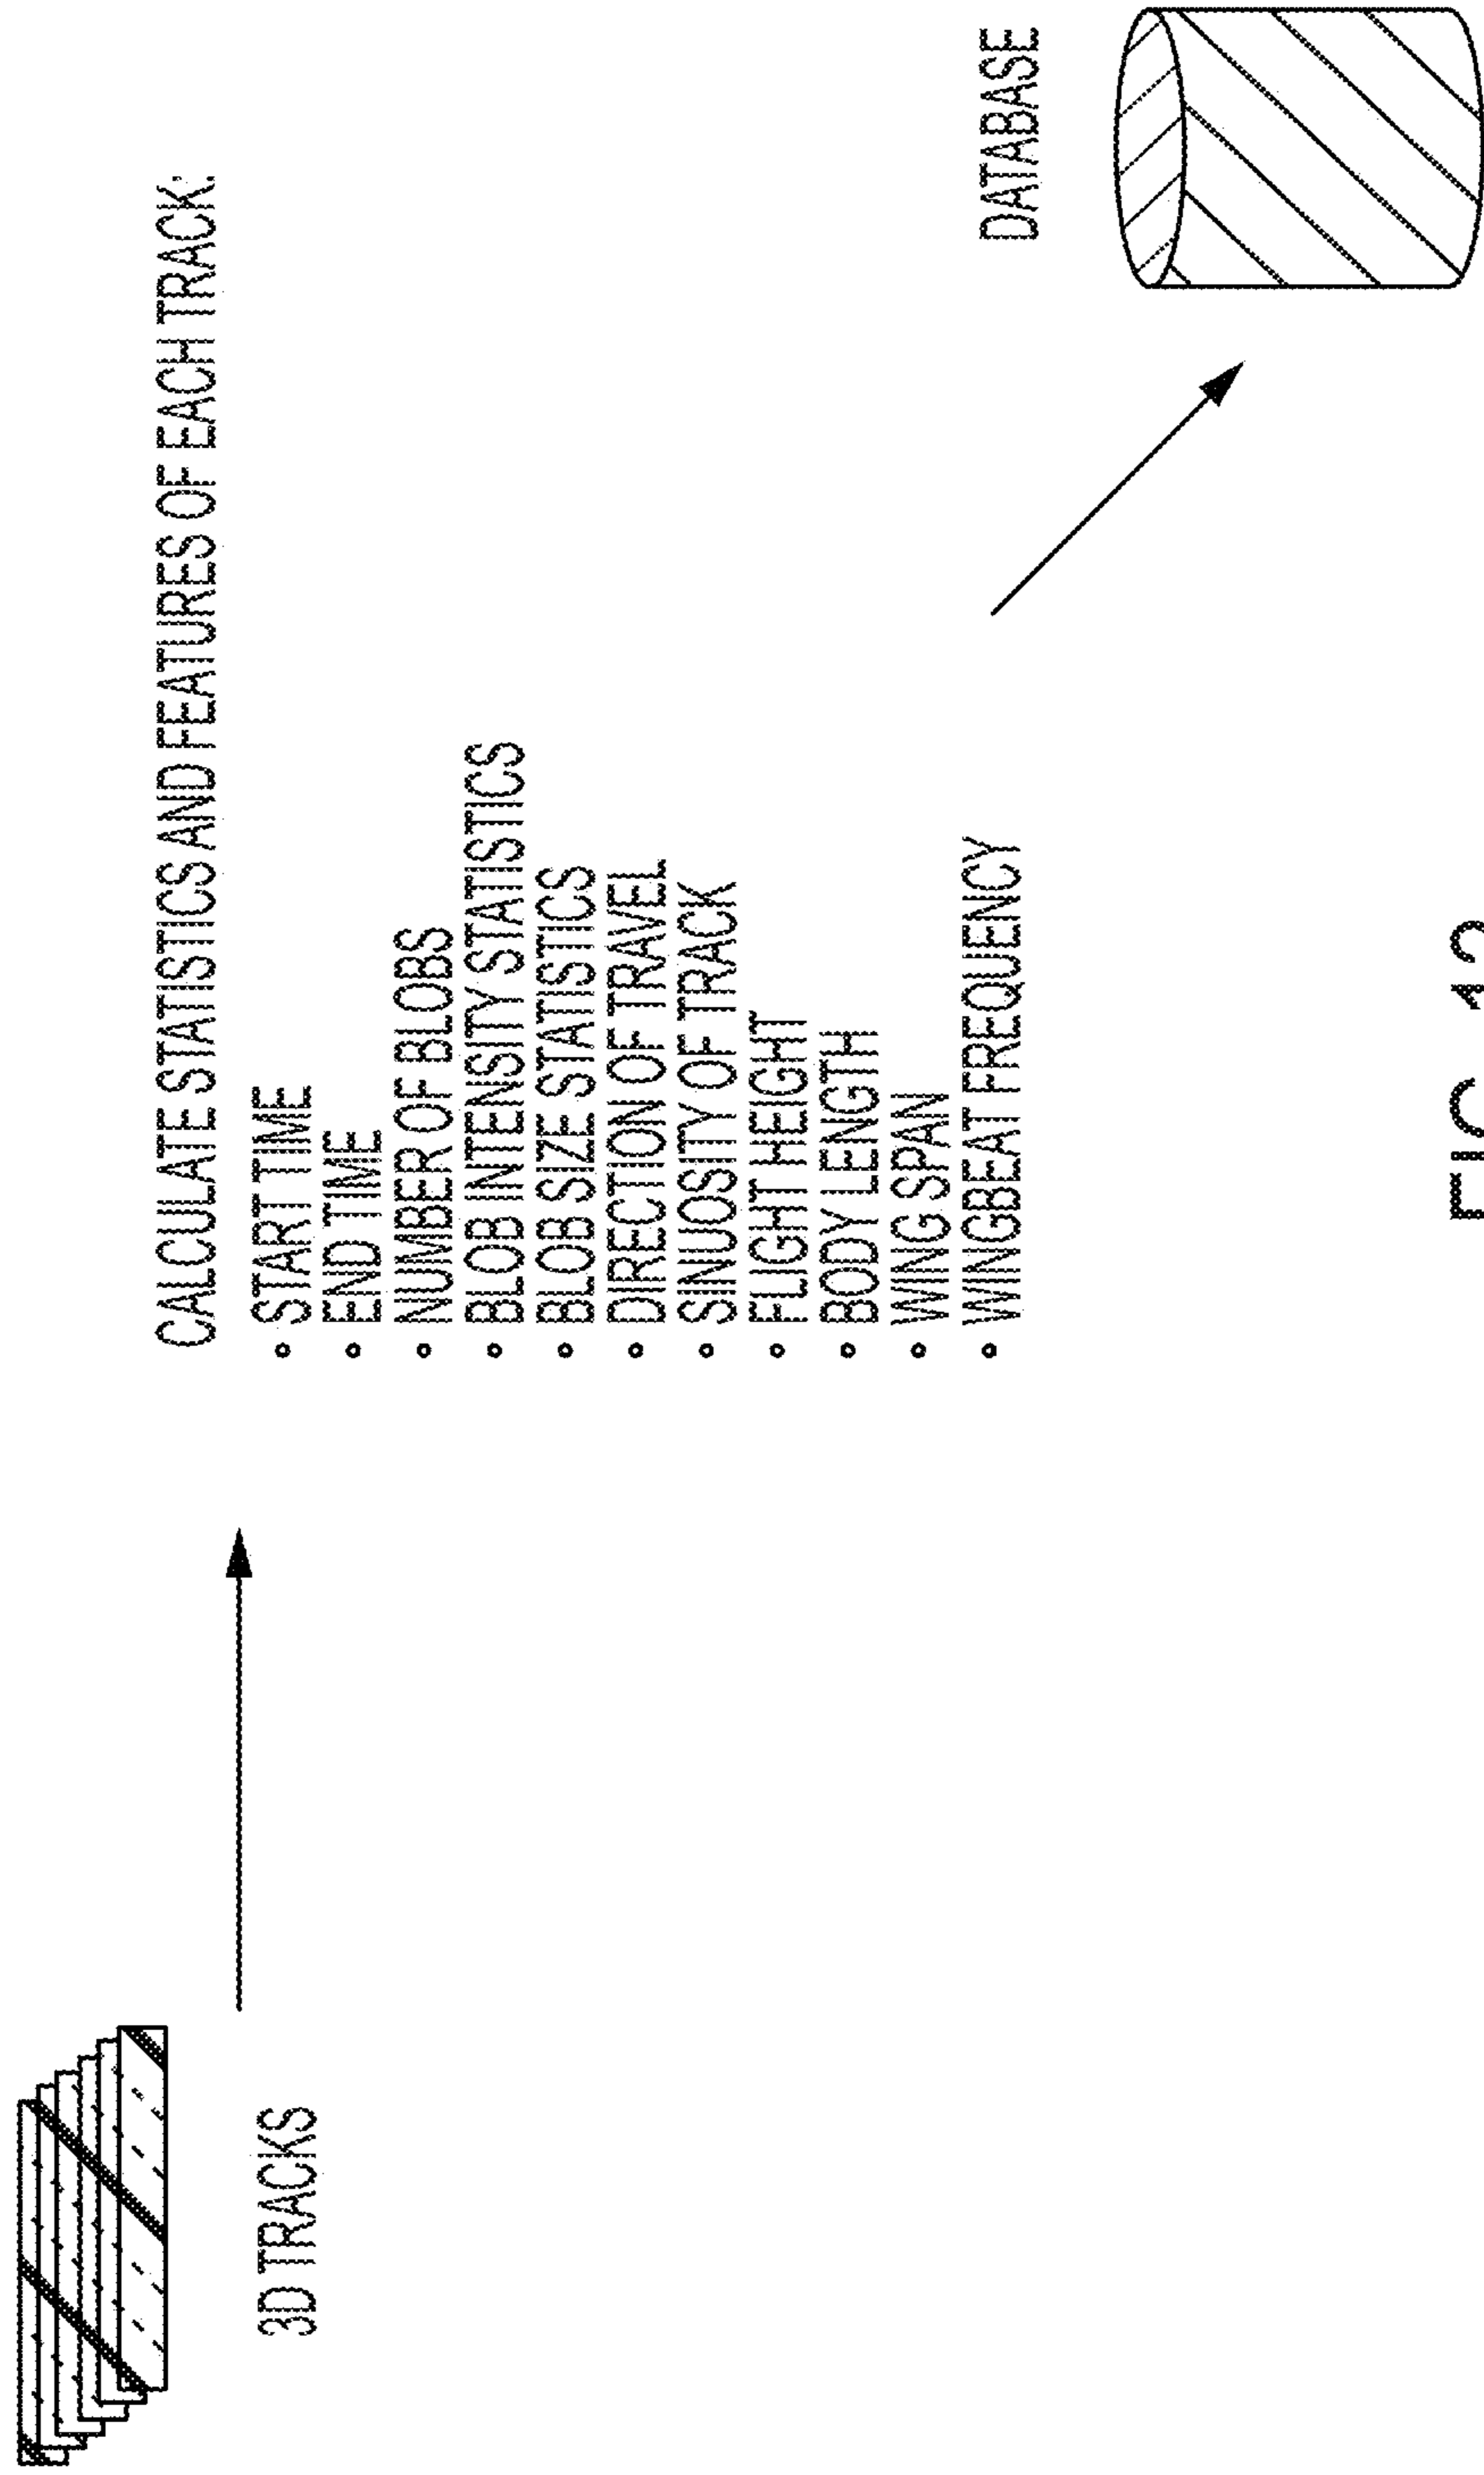 CALCULATE STATISTICS AND FEATURES OF EACH TRACK:
• START TIME
• END TIME
• NUMBER OF BLOBS
• BLOB INTENSITY STATISTICS
• BLOB SIZE STATISTICS
• DIRECTION OF TRAVEL
• SINUOSITY OF TRACK
• FLIGHT HEIGHT
• BODY LENGTH
• WING SPAN
• WINGBEAT FREQUENCY
3D TRACKS
DATABASE